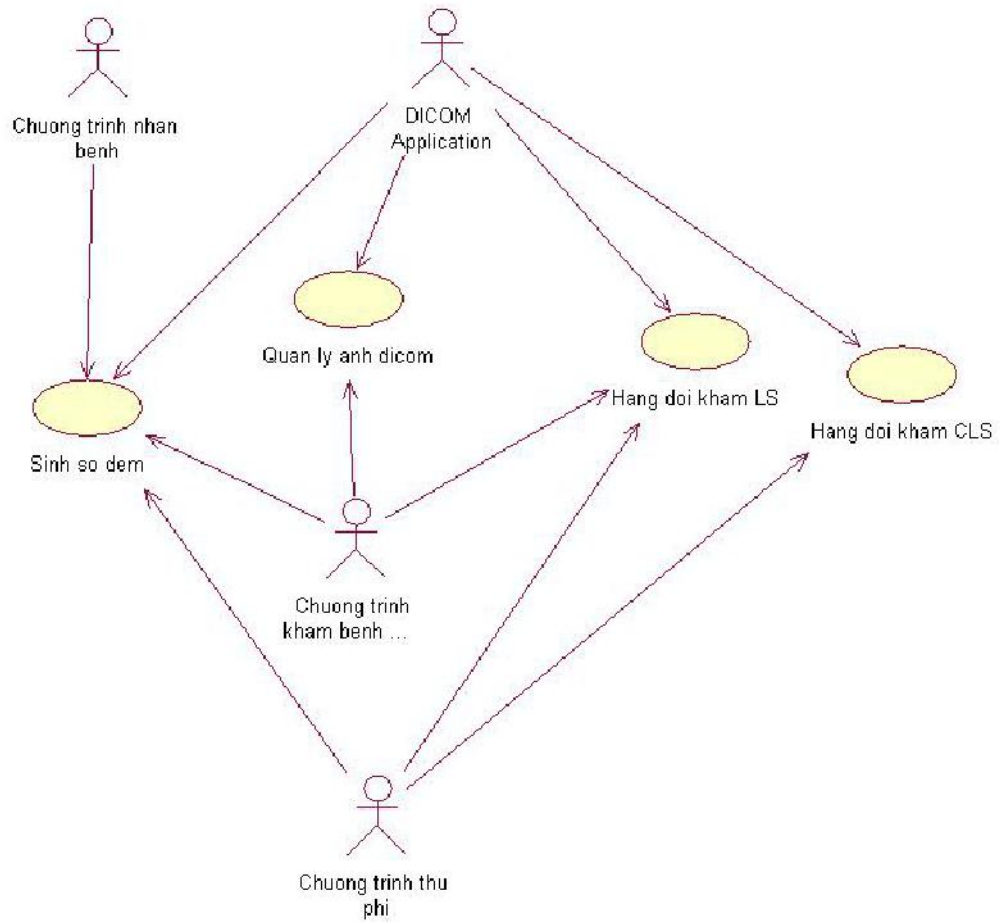 Chuong trinh nhan
benh
DICOM
Application
Quan ly anh dicom
Hang doi kham LS
Hang doi kham CLS
Sinh so dem
Chuong trinh
kham benh ...
Chuong trinh thu
phi